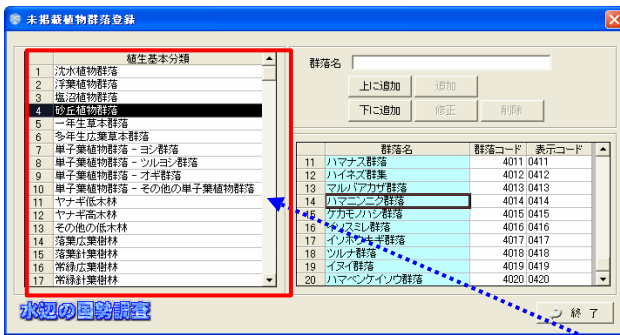 未掲載植物群落登録
植生基本分類
1 沈水植物群落
2 浮葉植物群落
3 塩沼植物群落
4 砂丘植物群落
5 一年生草本群落
6 多年生広葉草本群落
7 単子葉植物群落 - ヨシ群落
8 単子葉植物群落 - ツルヨシ群落
9 単子葉植物群落 - オギ群落
10 単子葉植物群落 - その他の単子葉植物群落
11 ヤナギ低木林
12 ヤナギ高木林
13 その他の低木林
14 落葉広葉樹林
15 落葉針葉樹林
16 常緑広葉樹林
17 常緑針葉樹林
群落名
上に追加 追加
下に追加 修正 削除
群落名 群落コード 表示コード
11 ハマナス群落 4011 0411
12 ハイネズ群集 4012 0412
13 マルバアカザ群落 4013 0413
14 ハマニンニク群落 4014 0414
15 ケカモノハシ群落 4015 0415
16 イソスミレ群落 4016 0416
17 イソホウキギ群落 4017 0417
18 ツルナ群落 4018 0418
19 イヌイ群落 4019 0419
20 ハマベンケイソウ群落 4020 0420
水辺の国勢調査
終 了